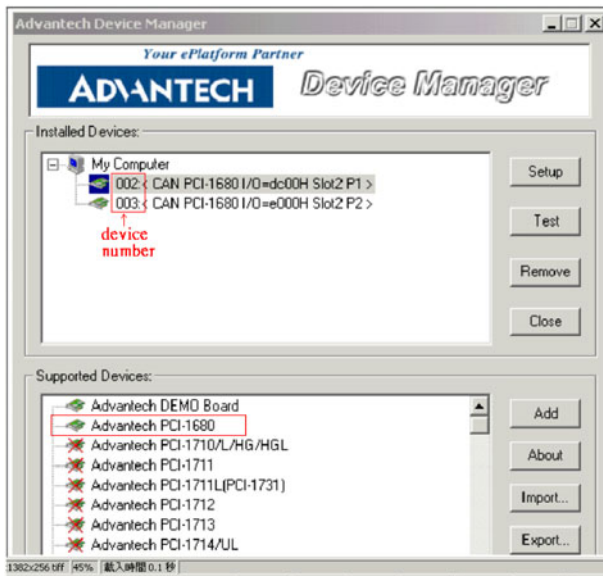 Advantech Device Manager
Your ePlatform Partner
ADVANTECH Device Manager
Installed Devices:
My Computer
002:< CAN PCI-1680 I/O=dc00H Slot2 P1 >
003:< CAN PCI-1680 I/O=e000H Slot2 P2 >
device
number
Setup
Test
Remove
Close
Supported Devices:
Advantech DEMO Board
Advantech PCI-1680
Advantech PCI-1710/L/HG/HGL
Advantech PCI-1711
Advantech PCI-1711L(PCI-1731)
Advantech PCI-1712
Advantech PCI-1713
Advantech PCI-1714/UL
Add
About
Import...
Export...
1382x256 tiff 45% 載入時間 0.1 秒